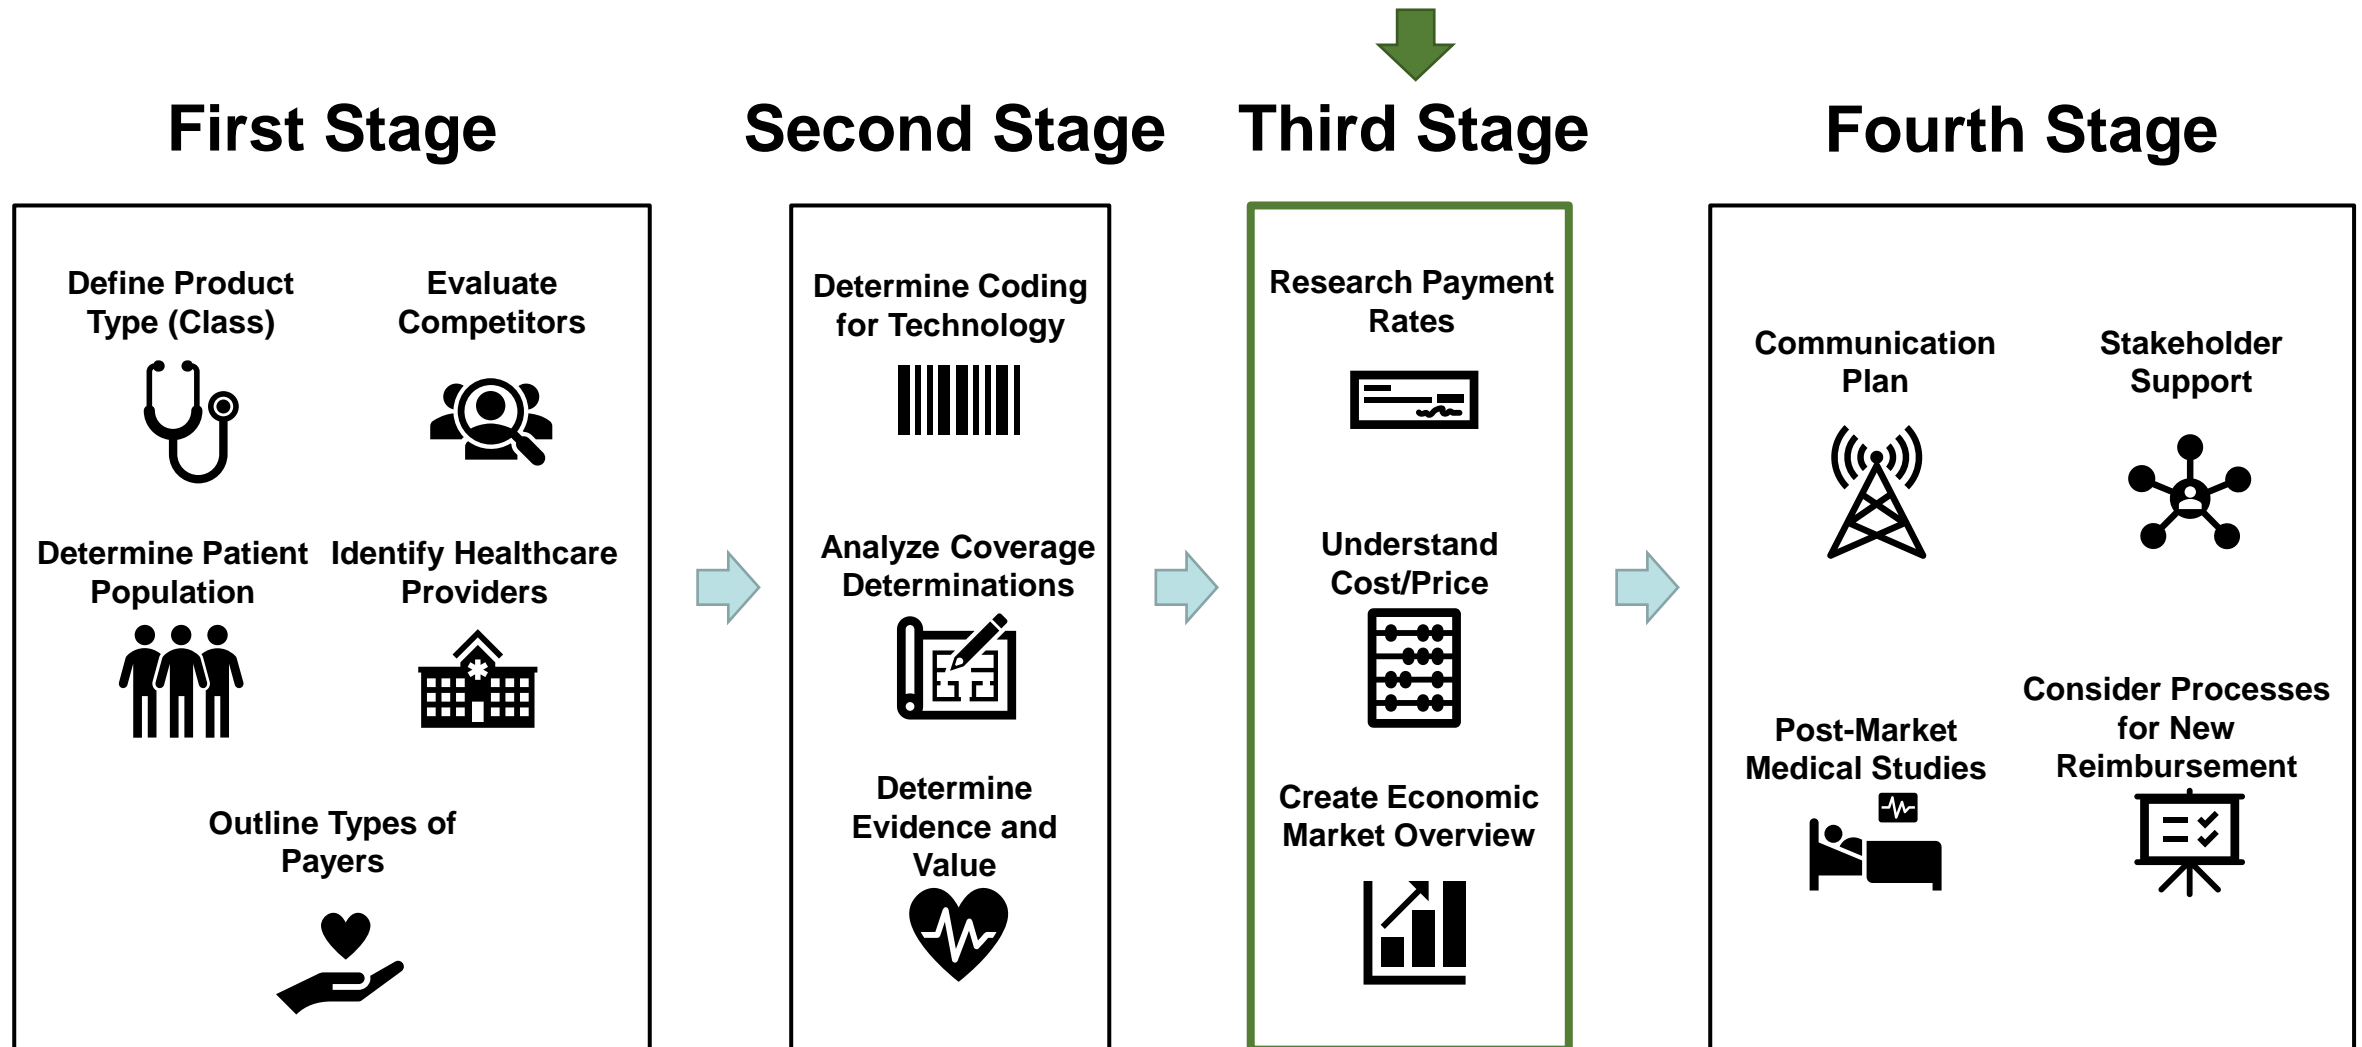 First Stage
Second Stage
Third Stage
Fourth Stage
Define Product
Type (Class)
Evaluate
Competitors
Determine Patient
Population
Identify Healthcare
Providers
Outline Types of
Payers
Determine Coding
for Technology
Analyze Coverage
Determinations
Determine
Evidence and
Value
Research Payment
Rates
Understand
Cost/Price
Create Economic
Market Overview
Communication
Plan
Stakeholder
Support
Post-Market
Medical Studies
Consider Processes
for New
Reimbursement